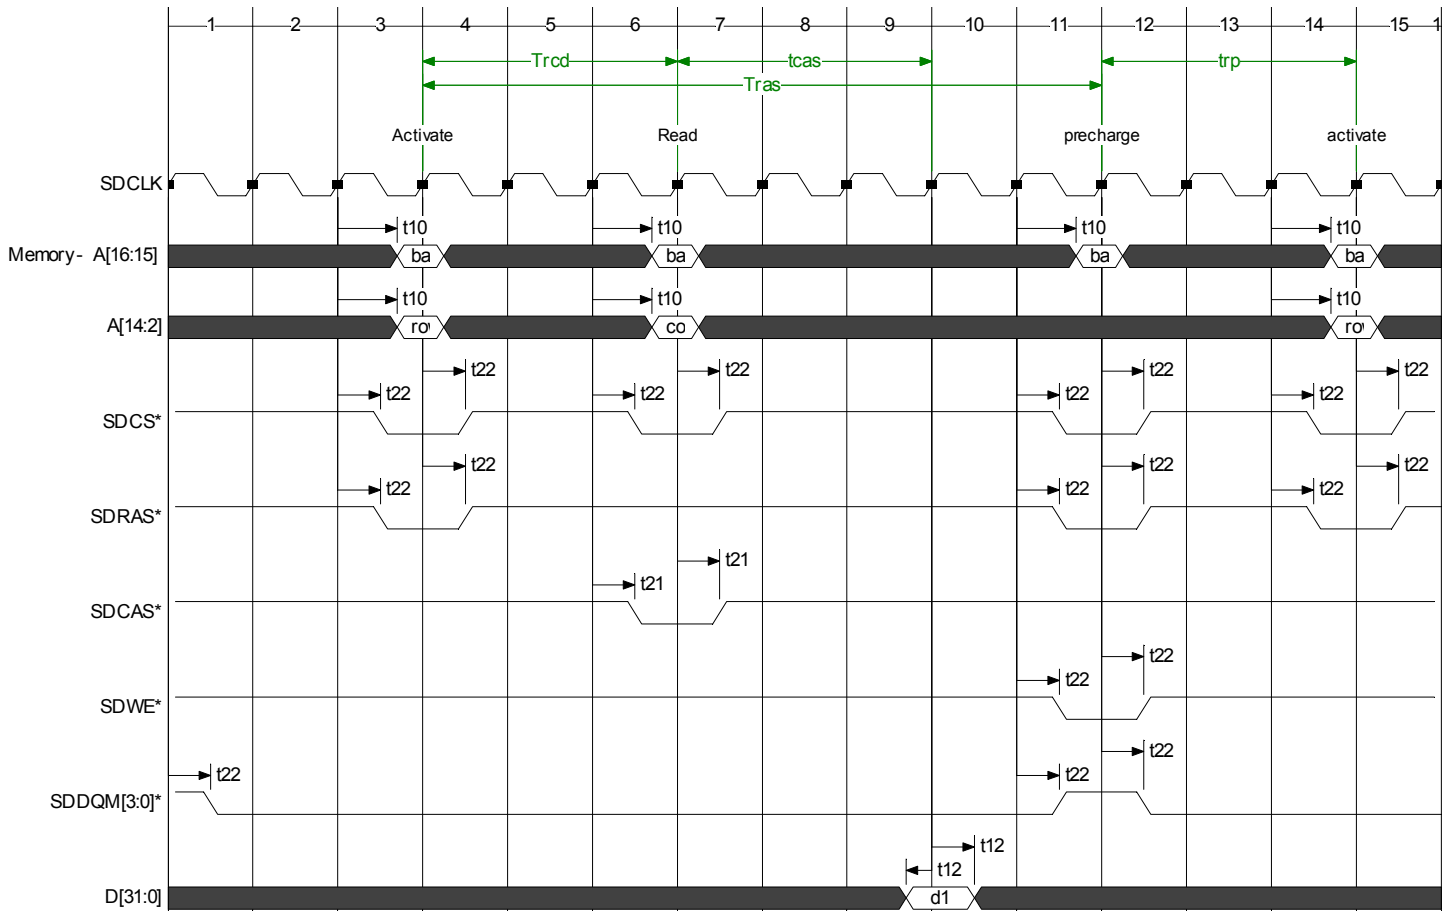 1 2 3 4 5 6 7 8 9 10 11 12 13 14 15 1
Trcd tcas trp
Tras
Activate Read precharge activate
SDCLK
t10 t10 t10 t10
Memory - A[16:15] ba ba ba ba
t10 t10 t10
A[14:2] ro co ro
t22 t22 t22 t22
t22 t22 t22 t22
SDCS*
t22 t22 t22
t22 t22 t22
SDRAS*
t21
t21
SDCAS*
t22
t22
SDWE*
t22
t22 t22
SDDQM[3:0]*
t12
t12
D[31:0] d1